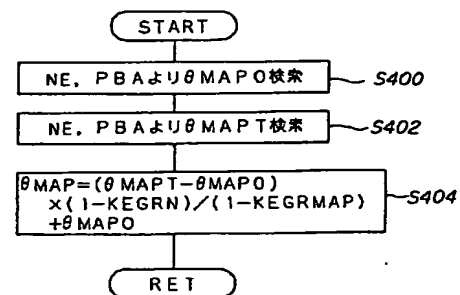 START
NE, PBAよりθMAPO検索
S400
NE, PBAよりθMAPT検索
S402
θMAP=(θMAPT-θMAPO)
×(1-KEGRN)/(1-KEGRMAP)
+θMAPO
S404
RET